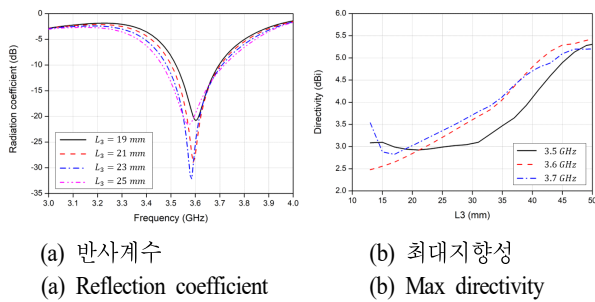 Radiation coefficient (dB)
0
-5
-10
-15
-20
-25
-30
-35
L₃ = 19 mm
L₃ = 21 mm
L₃ = 23 mm
L₃ = 25 mm
3.0 3.1 3.2 3.3 3.4 3.5 3.6 3.7 3.8 3.9 4.0
Frequency (GHz)
Directivity (dBi)
6.0
5.5
5.0
4.5
4.0
3.5
3.0
2.5
2.0
3.5 GHz
3.6 GHz
3.7 GHz
10 15 20 25 30 35 40 45 50
L3 (mm)
(a) 반사계수
(a) Reflection coefficient
(b) 최대지향성
(b) Max directivity